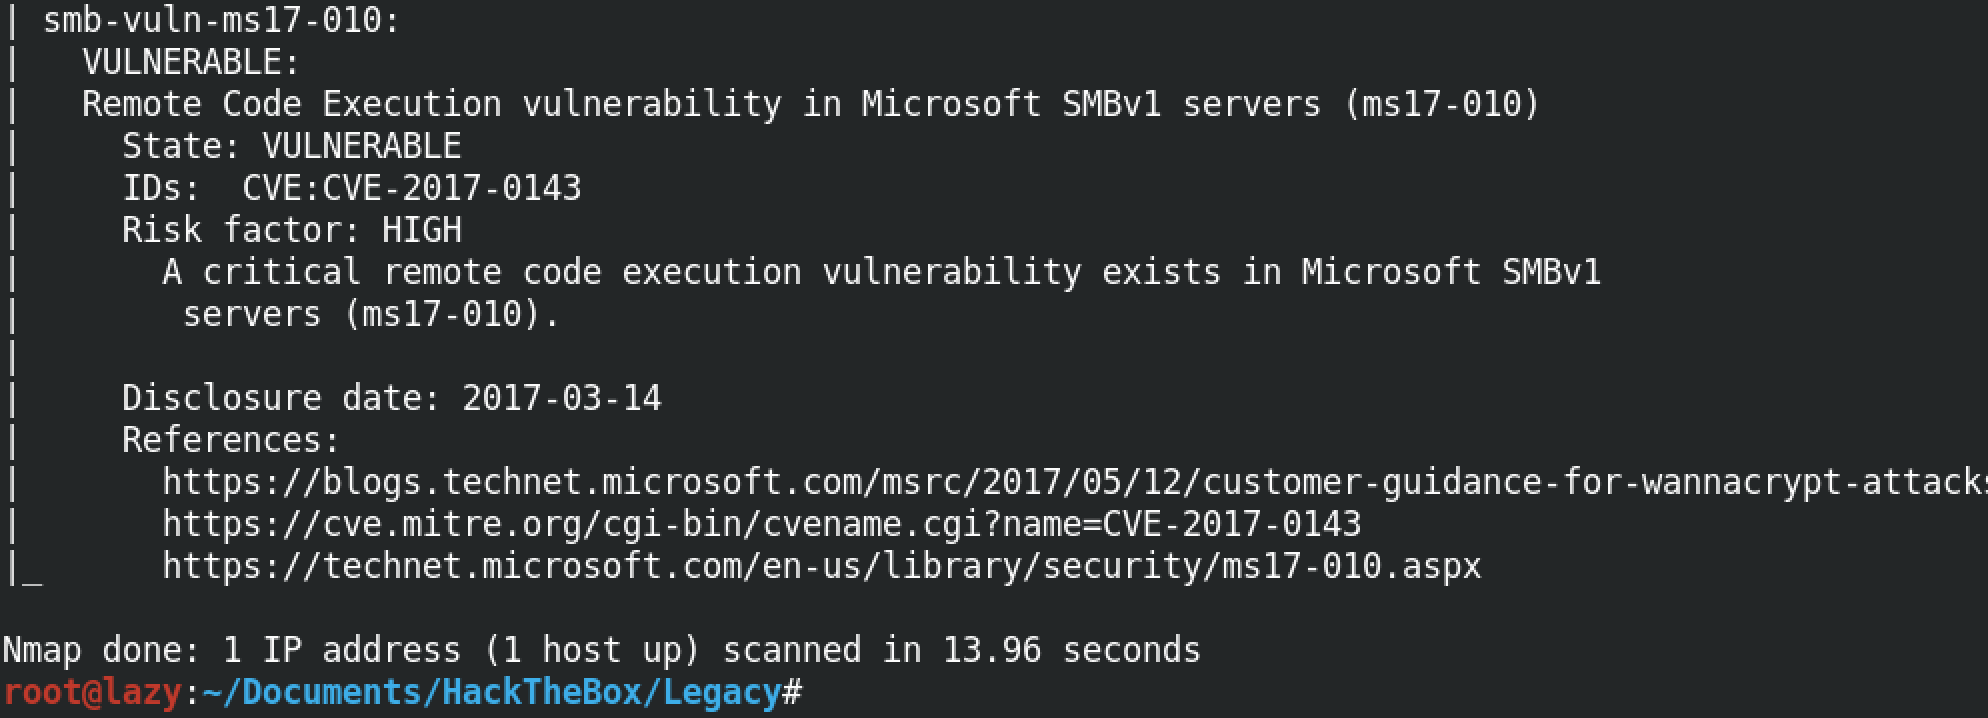 | smb-vuln-ms17-010:
|   VULNERABLE:
|   Remote Code Execution vulnerability in Microsoft SMBv1 servers (ms17-010)
|     State: VULNERABLE
|     IDs:  CVE:CVE-2017-0143
|     Risk factor: HIGH
|       A critical remote code execution vulnerability exists in Microsoft SMBv1
|        servers (ms17-010).
|
|     Disclosure date: 2017-03-14
|     References:
|       https://blogs.technet.microsoft.com/msrc/2017/05/12/customer-guidance-for-wannacrypt-attacks
|       https://cve.mitre.org/cgi-bin/cvename.cgi?name=CVE-2017-0143
|_      https://technet.microsoft.com/en-us/library/security/ms17-010.aspx

Nmap done: 1 IP address (1 host up) scanned in 13.96 seconds
root@lazy:~/Documents/HackTheBox/Legacy#